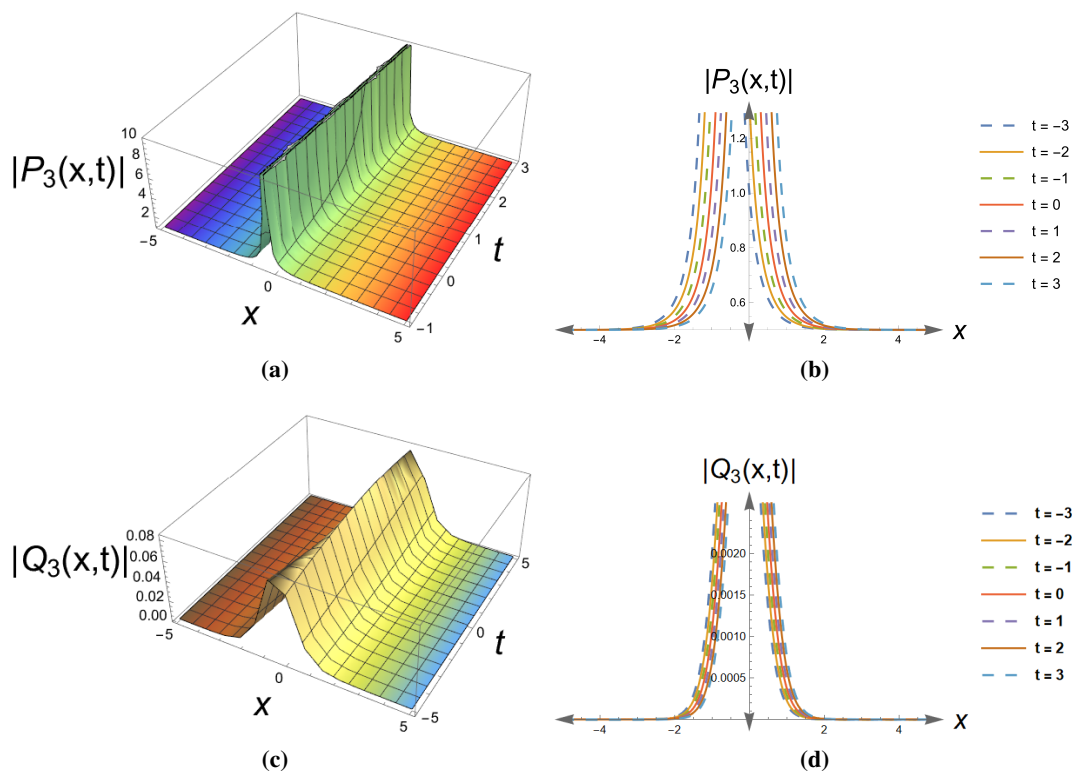 |P₃(x,t)|
10
8
6
4
2
-5
0
5
x
-1
0
1
2
3
t
(a)
|P₃(x,t)|
1.2
1.0
0.8
0.6
-4
-2
2
4
x
t = -3
t = -2
t = -1
t = 0
t = 1
t = 2
t = 3
(b)
|Q₃(x,t)|
0.08
0.06
0.04
0.02
0.00
-5
0
5
x
-5
0
5
t
(c)
|Q₃(x,t)|
0.0020
0.0015
0.0010
0.0005
-4
-2
2
4
x
t = -3
t = -2
t = -1
t = 0
t = 1
t = 2
t = 3
(d)